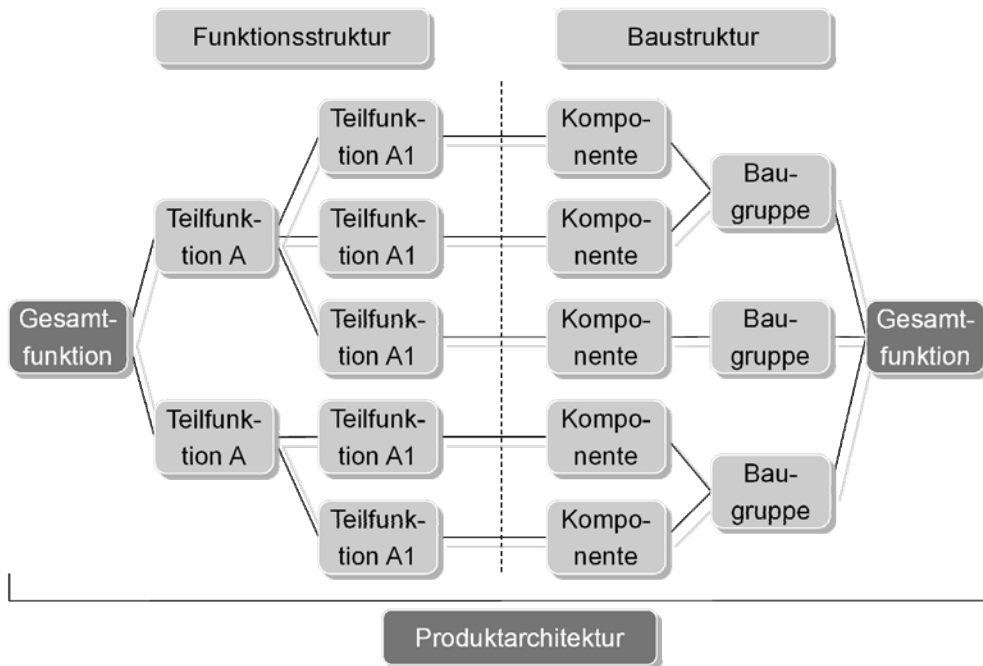 Funktionsstruktur
Baustruktur
Teilfunk-
tion A1
Kompo-
nente
Teilfunk-
tion A
Teilfunk-
tion A1
Kompo-
nente
Bau-
gruppe
Gesamt-
funktion
Teilfunk-
tion A1
Kompo-
nente
Bau-
gruppe
Gesamt-
funktion
Teilfunk-
tion A
Teilfunk-
tion A1
Kompo-
nente
Bau-
gruppe
Teilfunk-
tion A1
Kompo-
nente
Produktarchitektur